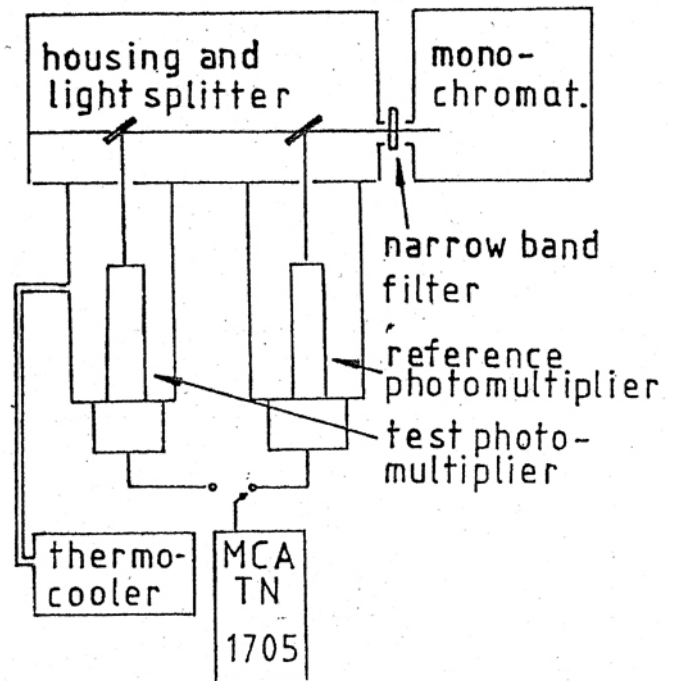 housing and
light splitter
mono-
chromat.
narrow band
filter
reference
photomultiplier
test photo-
multiplier
thermo-
cooler
MCA
TN
1705